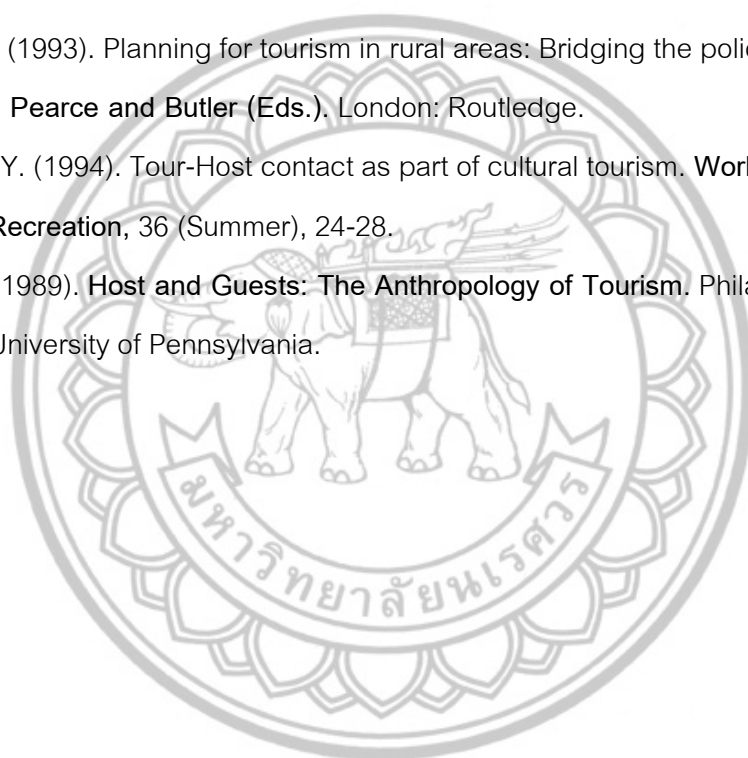 (1993). Planning for tourism in rural areas: Bridging the polic
Pearce and Butler (Eds.). London: Routledge.
Y. (1994). Tour-Host contact as part of cultural tourism. Worl
Recreation, 36 (Summer), 24-28.
1989). Host and Guests: The Anthropology of Tourism. Phila
University of Pennsylvania.
มหาวิทยาลัยนเรศวร